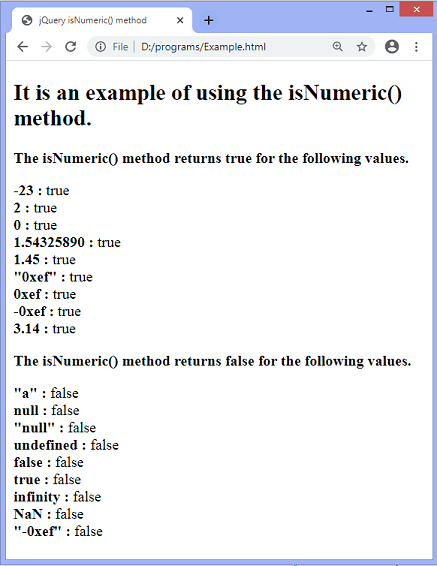 jQuery isNumeric() method
File | D:/programs/Example.html
It is an example of using the isNumeric()
method.
The isNumeric() method returns true for the following values.
-23 : true
2 : true
0 : true
1.54325890 : true
1.45 : true
"0xef" : true
0xef : true
-0xef : true
3.14 : true
The isNumeric() method returns false for the following values.
"a" : false
null : false
"null" : false
undefined : false
false : false
true : false
infinity : false
NaN : false
"-0xef" : false